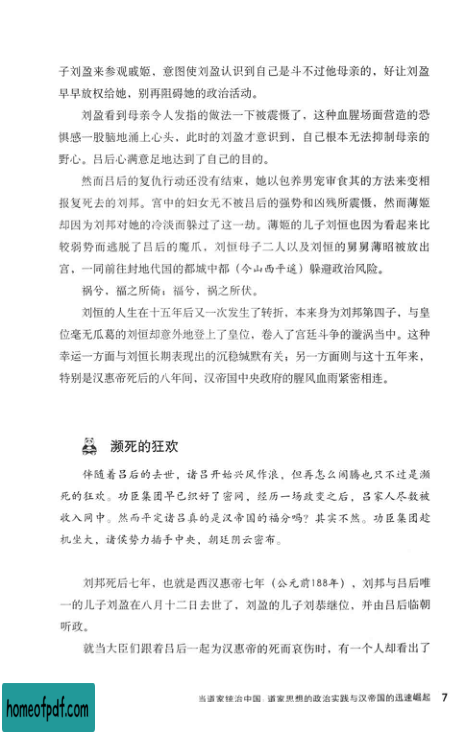 子刘盈来参观戚姬，意图使刘盈认识到自己是斗不过他母亲的，好让刘盈
早早放权给她，别再阻碍她的政治活动。
刘盈看到母亲令人发指的做法一下被震慑了，这种血腥场面营造的恐
惧感一股脑地涌上心头，此时的刘盈才意识到，自己根本无法抑制母亲的
野心。吕后心满意足地达到了自己的目的。
然而吕后的复仇行动还没有结束，她以包养男宠审食其的方法来变相
报复死去的刘邦。宫中的妇女无不被吕后的强势和凶残所震慑，然而薄姬
却因为刘邦对她的冷淡而躲过了这一劫。薄姬的儿子刘恒也因为看起来比
较弱势而逃脱了吕后的魔爪，刘恒母子二人以及刘恒的舅舅薄昭被放出
宫，一同前往封地代国的都城中都（今山西平遥）躲避政治风险。
祸兮，福之所倚；福兮，祸之所伏。
刘恒的人生在十五年后又一次发生了转折，本来身为刘邦第四子，与皇
位毫无瓜葛的刘恒却意外地登上了皇位，卷入了宫廷斗争的漩涡当中。这种
幸运一方面与刘恒长期表现出的沉稳缄默有关；另一方面则与这十五年来，
特别是汉惠帝死后的八年间，汉帝国中央政府的腥风血雨紧密相连。
濒死的狂欢
伴随着吕后的去世，诸吕开始兴风作浪，但再怎么闹腾也只不过是濒
死的狂欢。功臣集团早已织好了密网，经历一场政变之后，吕家人尽数被
收入网中。然而平定诸吕真的是汉帝国的福分吗？其实不然。功臣集团趁
机坐大，诸侯势力插手中央，朝廷阴云密布。
刘邦死后七年，也就是西汉惠帝七年（公元前188年），刘邦与吕后唯
一的儿子刘盈在八月十二日去世了，刘盈的儿子刘恭继位，并由吕后临朝
听政。
就当大臣们跟着吕后一起为汉惠帝的死而哀伤时，有一个人却看出了
当道家统治中国：道家思想的政治实践与汉帝国的迅速崛起 7
homeofpdf.com